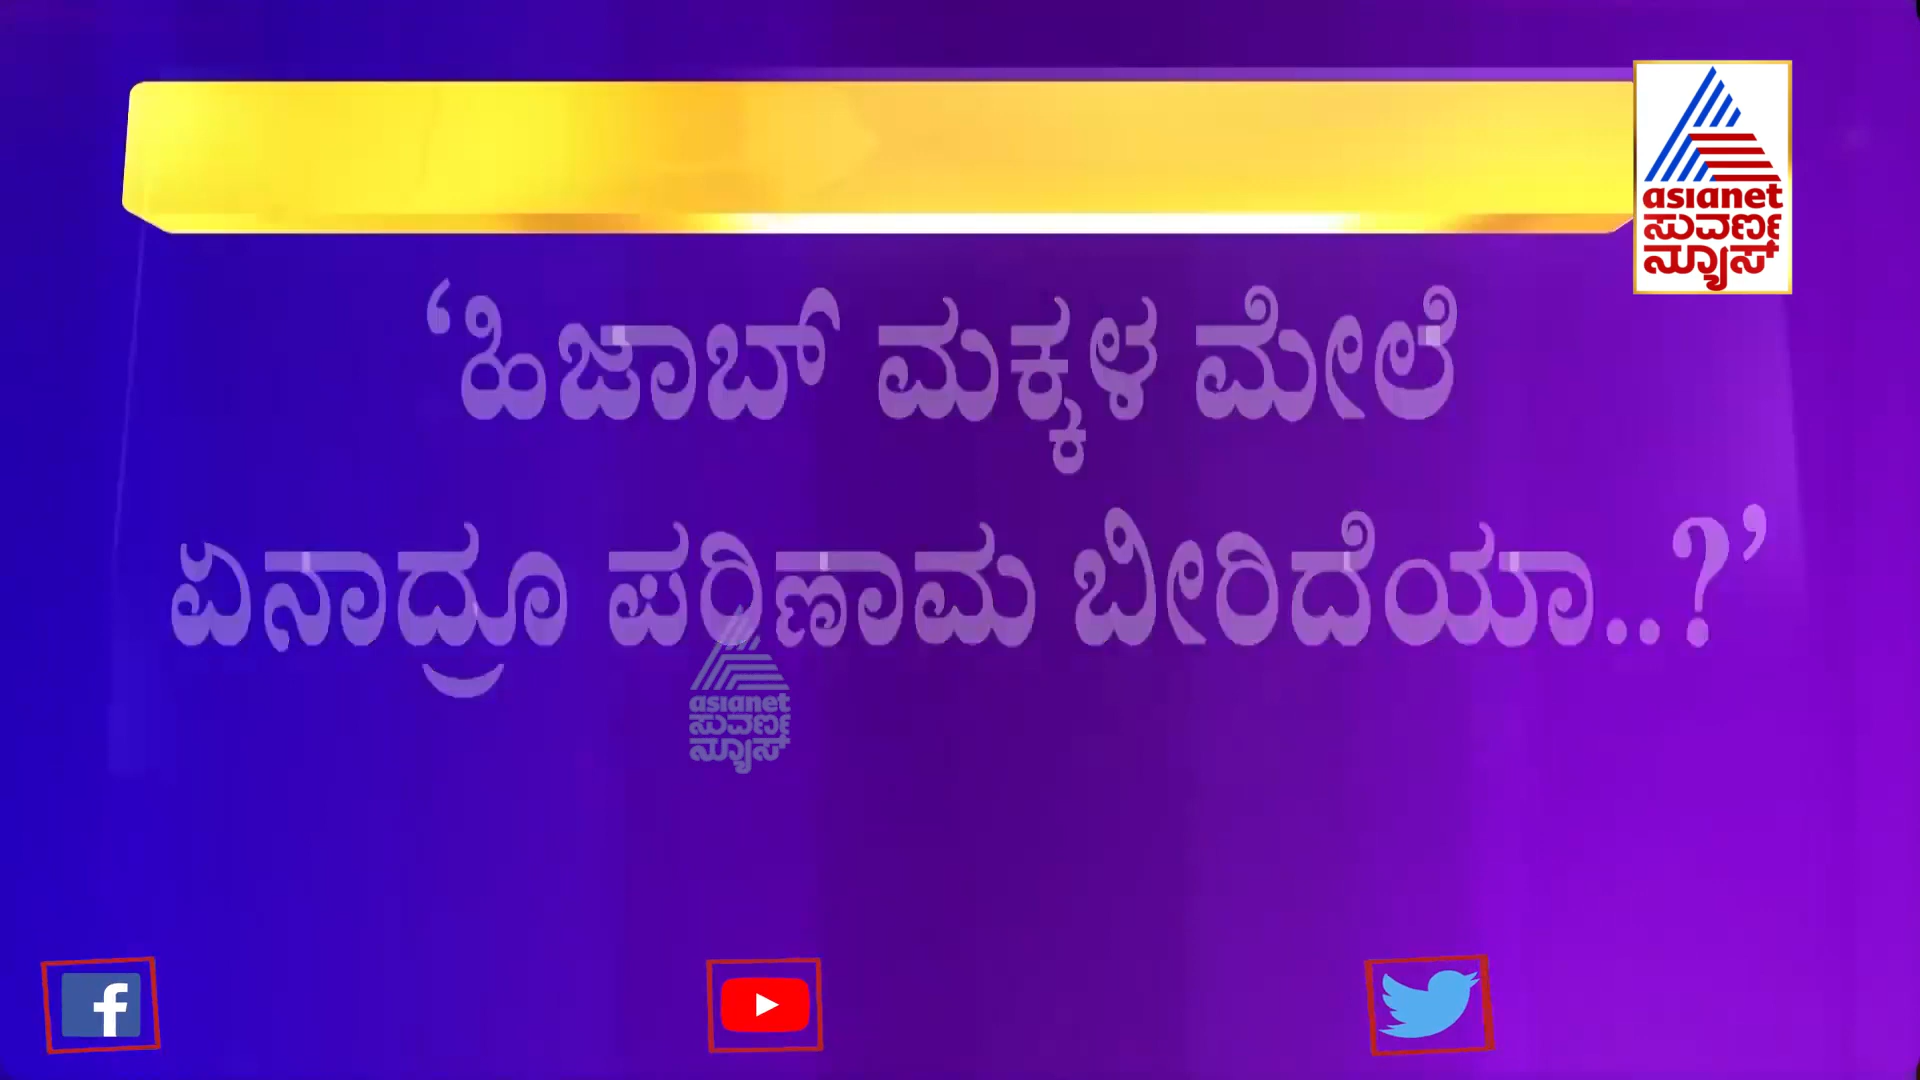 asianet
ಸುವರ್ಣ
ನ್ಯೂಸ್
‘ಹಿಜಾಬ್ ಮಕ್ಕಳ ಮೇಲೆ
ಏನಾದ್ರೂ ಪರಿಣಾಮ ಬೀರಿದೆಯಾ..?’
asianet
ಸುವರ್ಣ
ನ್ಯೂಸ್